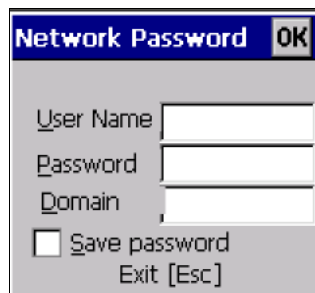 Network Password OK
User Name
Password
Domain
Save password
Exit [Esc]